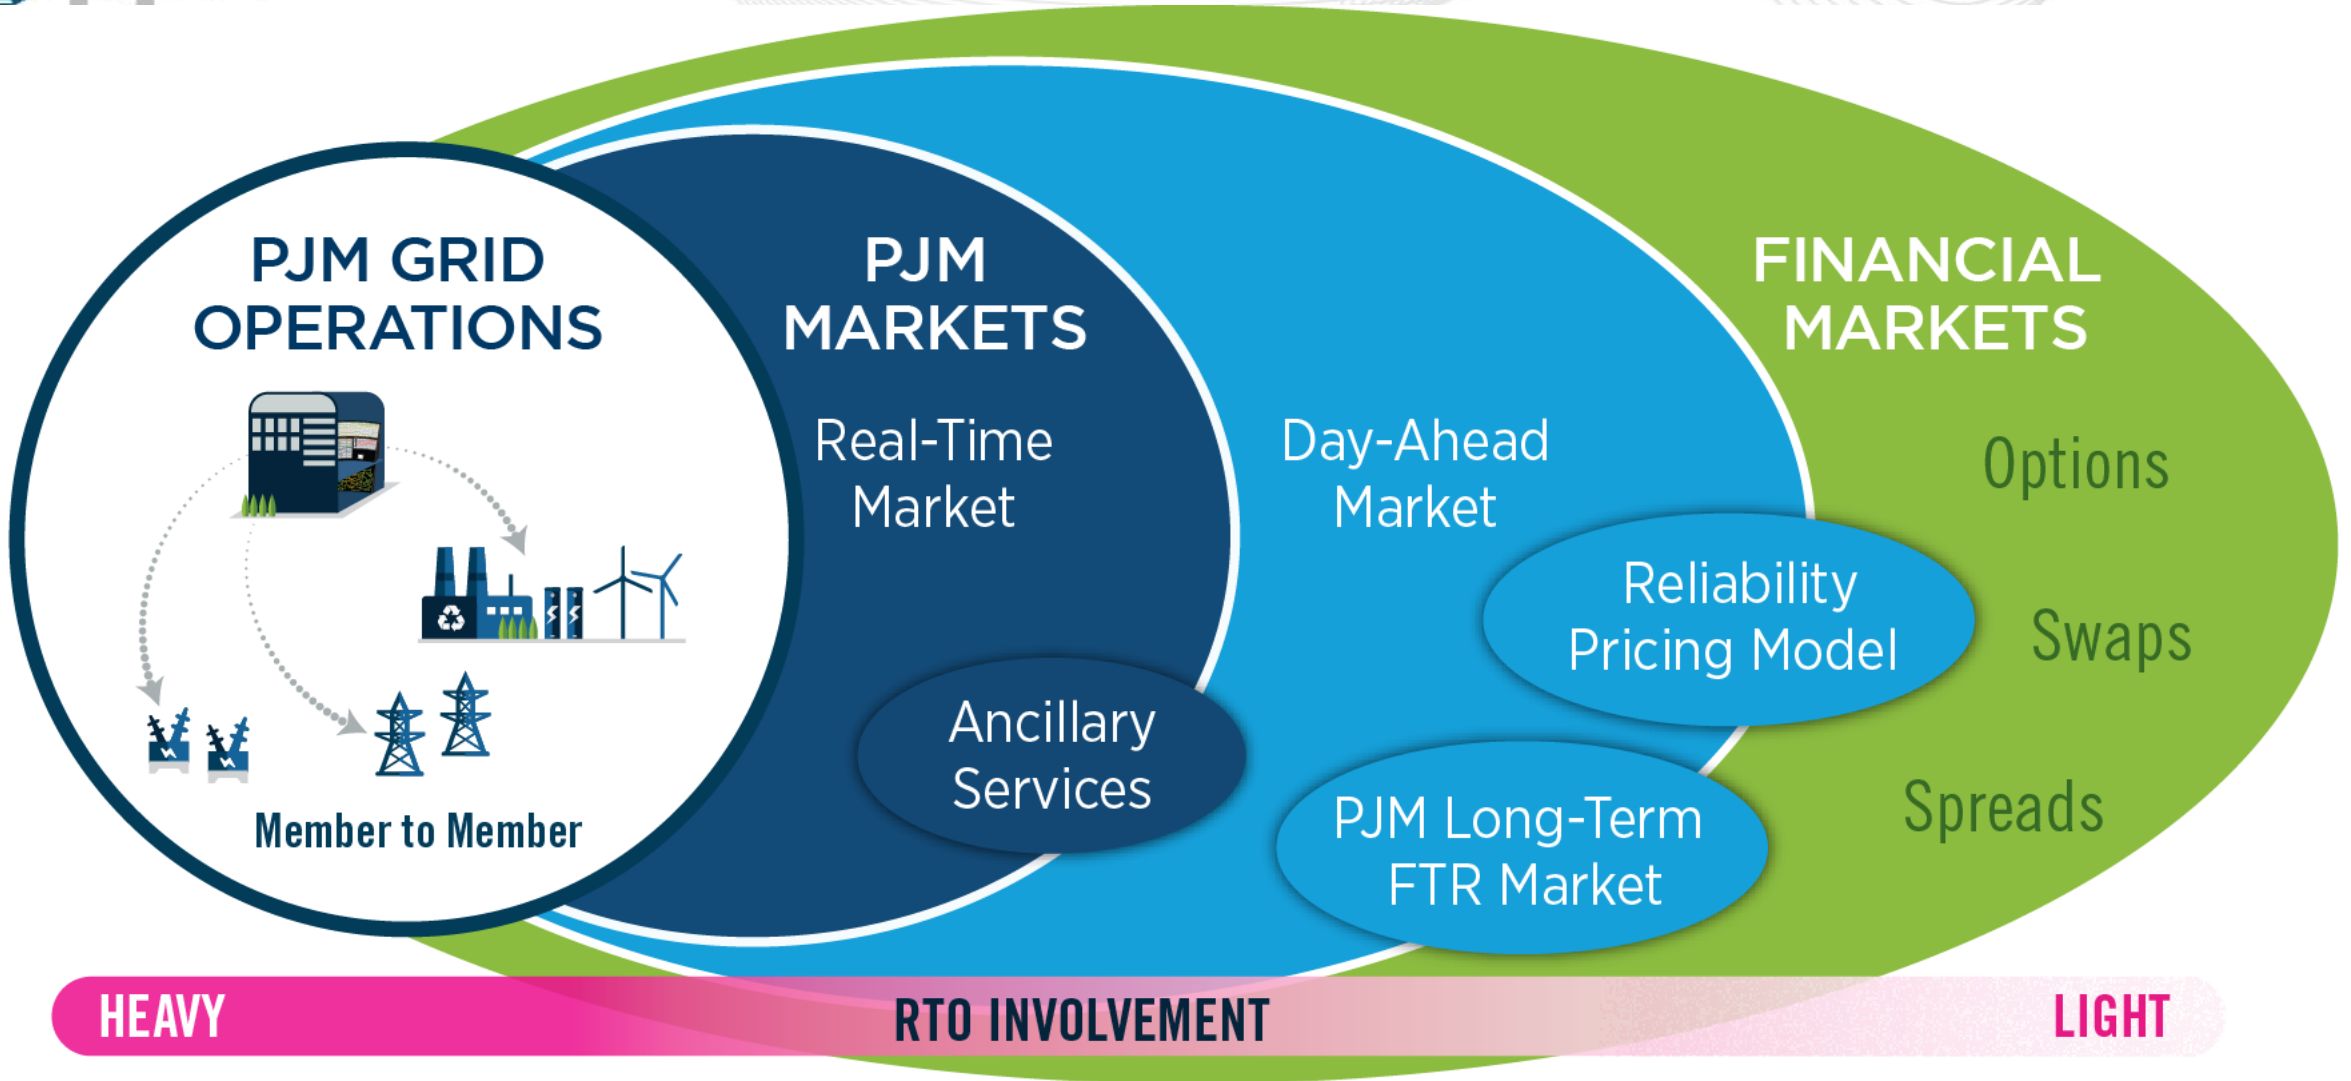 PJM GRID
OPERATIONS
Member to Member
PJM
MARKETS
Real-Time
Market
Ancillary
Services
Day-Ahead
Market
Reliability
Pricing Model
PJM Long-Term
FTR Market
FINANCIAL
MARKETS
Options
Swaps
Spreads
HEAVY
RTO INVOLVEMENT
LIGHT